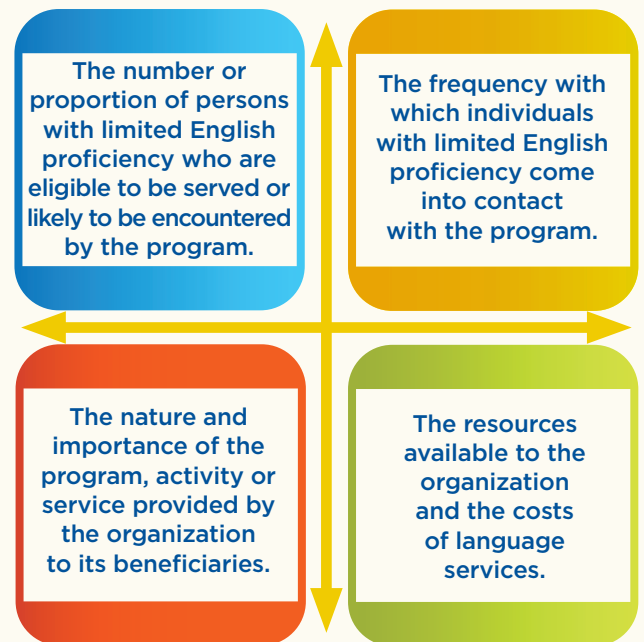 The number or
proportion of persons
with limited English
proficiency who are
eligible to be served or
likely to be encountered
by the program.
The frequency with
which individuals
with limited English
proficiency come
into contact
with the program.
The nature and
importance of the
program, activity or
service provided by
the organization
to its beneficiaries.
The resources
available to the
organization
and the costs
of language
services.